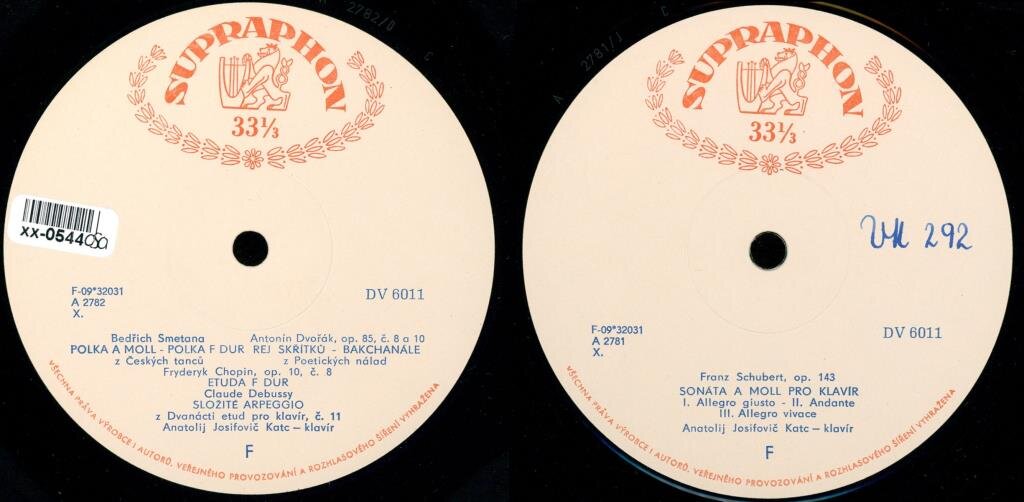 A 2782/D C
SUPRAPHON
33⅓
xx-0544
F-09*32031
A 2782
X.
DV 6011
Bedřich Smetana Antonín Dvořák, op. 85, č. 8 a 10
POLKA A MOLL - POLKA F DUR REJ SKŘÍTKŮ - BAKCHANÁLE
z Českých tanců z Poetických nálad
Fryderyk Chopin, op. 10, č. 8
ETUDA F DUR
Claude Debussy
SLOŽITÉ ARPEGGIO
z Dvanácti etud pro klavír, č. 11
Anatolij Josifovič Katc – klavír
F
VŠECHNA PRÁVA VÝROBCE I AUTORŮ, VEŘEJNÉHO PROVOZOVÁNÍ A ROZHLASOVÉHO ŠÍŘENÍ VYHRAŽENA
A 2781/J C
SUPRAPHON
33⅓
292
F-09*32031
A 2781
X.
DV 6011
Franz Schubert, op. 143
SONÁTA A MOLL PRO KLAVÍR
I. Allegro giusto - II. Andante
III. Allegro vivace
Anatolij Josifovič Katc – klavír
F
VŠECHNA PRÁVA VÝROBCE I AUTORŮ, VEŘEJNÉHO PROVOZOVÁNÍ A ROZHLASOVÉHO ŠÍŘENÍ VYHRAŽENA